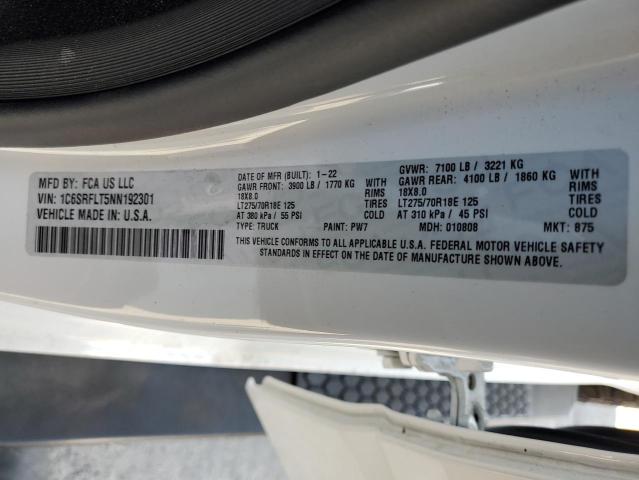 MFD BY: FCA US LLC
VIN: 1C6SRFLT5NN192301
VEHICLE MADE IN U.S.A.
DATE OF MFR (BUILT): 1-22 GVWR: 7100 LB / 3221 KG
GAWR FRONT: 3900 LB / 1770 KG WITH GAWR REAR: 4100 LB / 1860 KG WITH
18X8.0 RIMS 18X8.0 RIMS
LT275/70R18E 125 TIRES LT275/70R18E 125 TIRES
AT 380 kPa / 55 PSI AT 310 kPa / 45 PSI
TYPE: TRUCK PAINT: PW7 MDH: 010808 MKT: 875
THIS VEHICLE CONFORMS TO ALL APPLICABLE U.S.A. FEDERAL MOTOR VEHICLE SAFETY
STANDARDS IN EFFECT ON THE DATE OF MANUFACTURE SHOWN ABOVE.